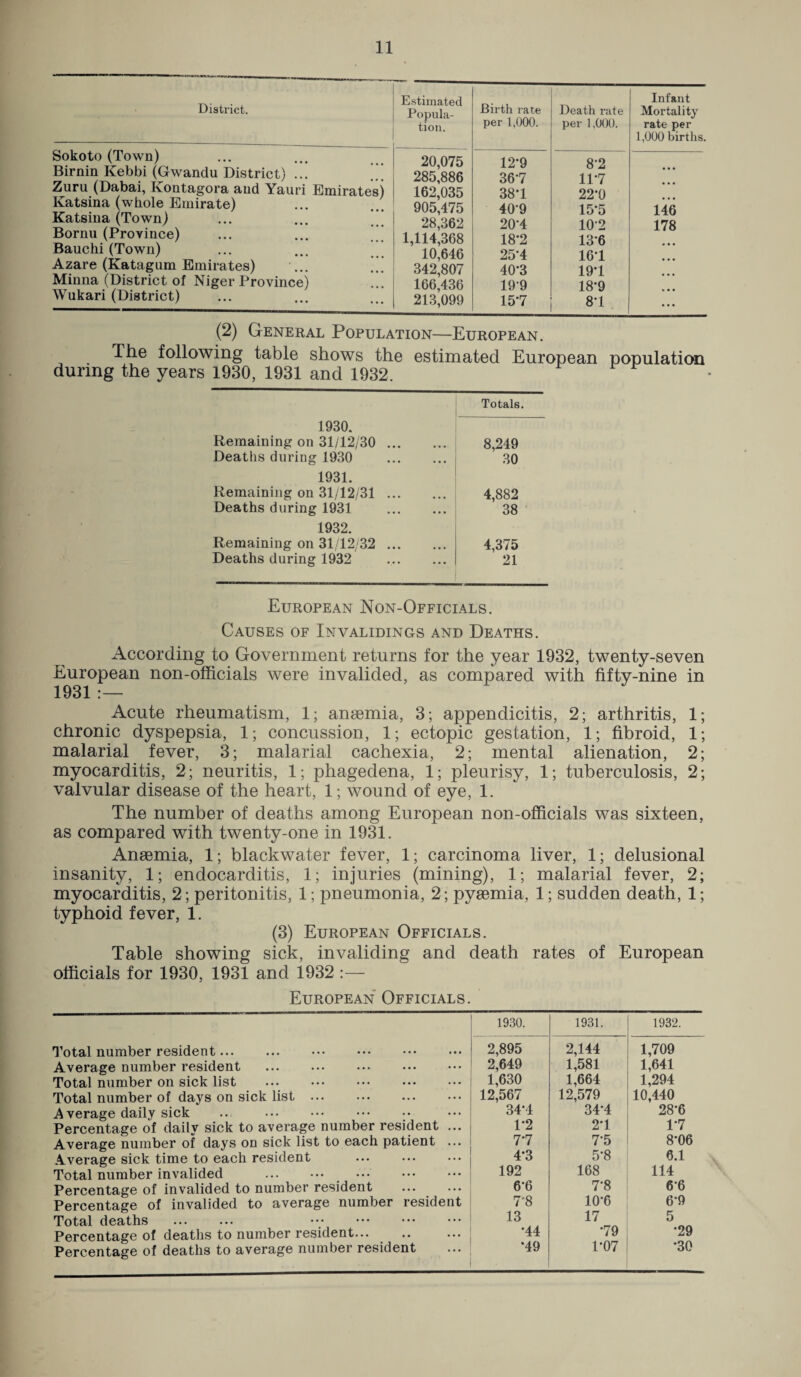 11
District. Estimated Popula- tion. Birth rate per 1,000. Death rate per 1,000. Infant Mortality rate per 1,000 births.
Sokoto (Town) ... ... ... 20,075 12·9 8·2 ...
Birnin Kebbi (Gwandu District) ... ... 285,886 36·7 11·7 ...
Zuru (Dabai, Kontagora and Yauri Emirates) 162,035 38·1 22·0 ...
Katsina (whole Emirate) ... ... 905,475 40·9 15·5 146
Katsina (Town) ... ... ... 28,362 20·4 10·2 178
Bornu (Province) ... ... ... 1,114,368 18·2 13·6 ...
Bauchi (Town) ... ... ... 10,646 25·4 16·1 ...
Azare (Katagum Emirates) ... ... 342,807 40·3 19·1 ...
Minna (District of Niger Province) ... 166,436 19·9 18·9 ...
Wukari (District) ... ... ... 213,099 15·7 8·1 ...
(2) General Population—European.
The following table shows the estimated European population
during the years 1930, 1931 and 1932.
Totals.
1930.
Remaining on 31/12/30 ... ... 8,249
Deaths during 1930 ... ... 30
1931.
Remaining on 31/12/31 ... ... 4,882
Deaths during 1931 ... ... 38
1932.
Remaining on 31/12/32 ... ... 4,375
Deaths during 1932 ... ... 21
European Non-Officials.
Causes of Invalidings and Deaths.
According to Government returns for the year 1932, twenty-seven
European non-officials were invalided, as compared with fifty-nine in
1931 :—
Acute rheumatism, 1; anæmia, 3; appendicitis, 2; arthritis, 1;
chronic dyspepsia, 1; concussion, 1; ectopic gestation, 1; fibroid, 1;
malarial fever, 3; malarial cachexia, 2; mental alienation, 2;
myocarditis, 2; neuritis, 1; phagedena, 1; pleurisy, 1; tuberculosis, 2;
valvular disease of the heart, 1; wound of eye, 1.
The number of deaths among European non-officials was sixteen,
as compared with twenty-one in 1931.
Anæmia, 1; blackwater fever, 1; carcinoma liver, 1; delusional
insanity, 1; endocarditis, 1; injuries (mining), 1; malarial fever, 2;
myocarditis, 2; peritonitis, 1; pneumonia, 2; pyæmia, 1; sudden death, 1;
typhoid fever, 1.
(3) European Officials.
Table showing sick, invaliding and death rates of European
officials for 1930, 1931 and 1932 :—
European Officials.
1930. 1931. 1932.
Total number resident ... ... ... ... ... ... 2,895 2,144 1,709
Average number resident ... ... ... ... ... 2,649 1,581 1,641
Total number on sick list ... ... ... ... ... 1,630 1,664 1,294
Total number of days on sick list ... ... ... ... 12,567 12,579 10,440
Average daily sick ... ... ... ... ... ... 34·4 34·4 28·6
Percentage of daily sick to average number resident ... 1·2 2·1 1·7
Average number of days on sick list to each patient ... 7·7 7·5 8·06
Average sick time to each resident ... ... ... 4·3 5·8 6.1
Total number invalided ... ... ... ... ... 192 168 114
Percentage of invalided to number resident ... ... 6·6 7·8 6·6
Percentage of invalided to average number resident 7·8 10·6 6·9
Total deaths ... ... ... ... ... ... 13 17 5
Percentage of deaths to number resident... .. ... ·44 ·79 ·29
Percentage of deaths to average number resident ... ·49 1·07 ·30